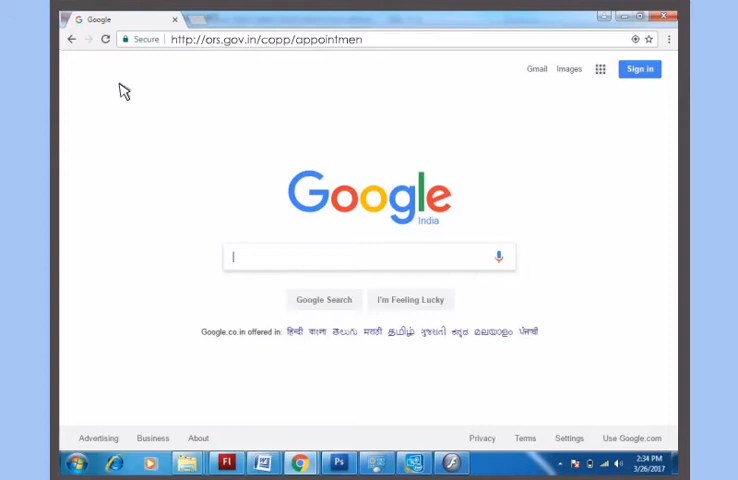 Google
Secure http://ors.gov.in/copp/appointmen
Gmail Images Sign in
Google
India
Google Search I'm Feeling Lucky
Google.co.in offered in: हिन्दी বাংলা తెలుగు मराठी தமிழ் ગુજરાતી ಕನ್ನಡ മലയാളം ਪੰਜਾਬੀ
Advertising Business About Privacy Terms Settings Use Google.com
Fl W Ps
2:34 PM
3/26/2017